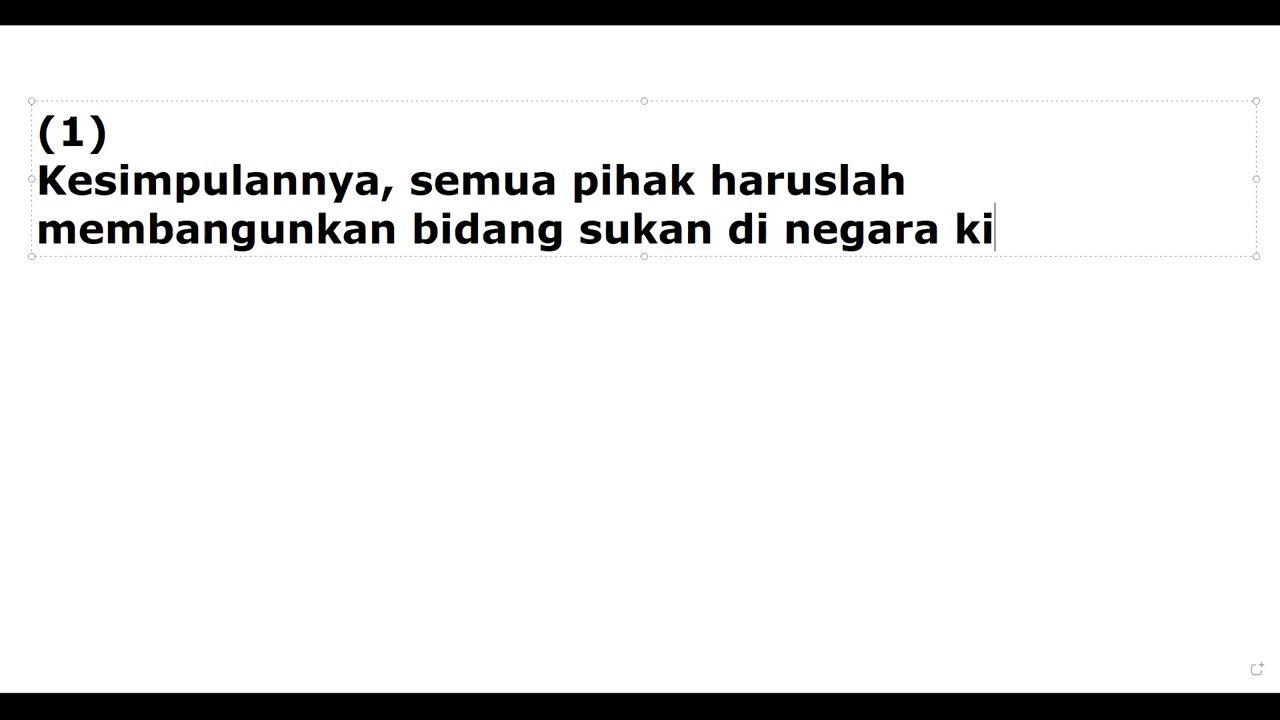 (1)
Kesimpulannya, semua pihak haruslah
membangunkan bidang sukan di negara ki